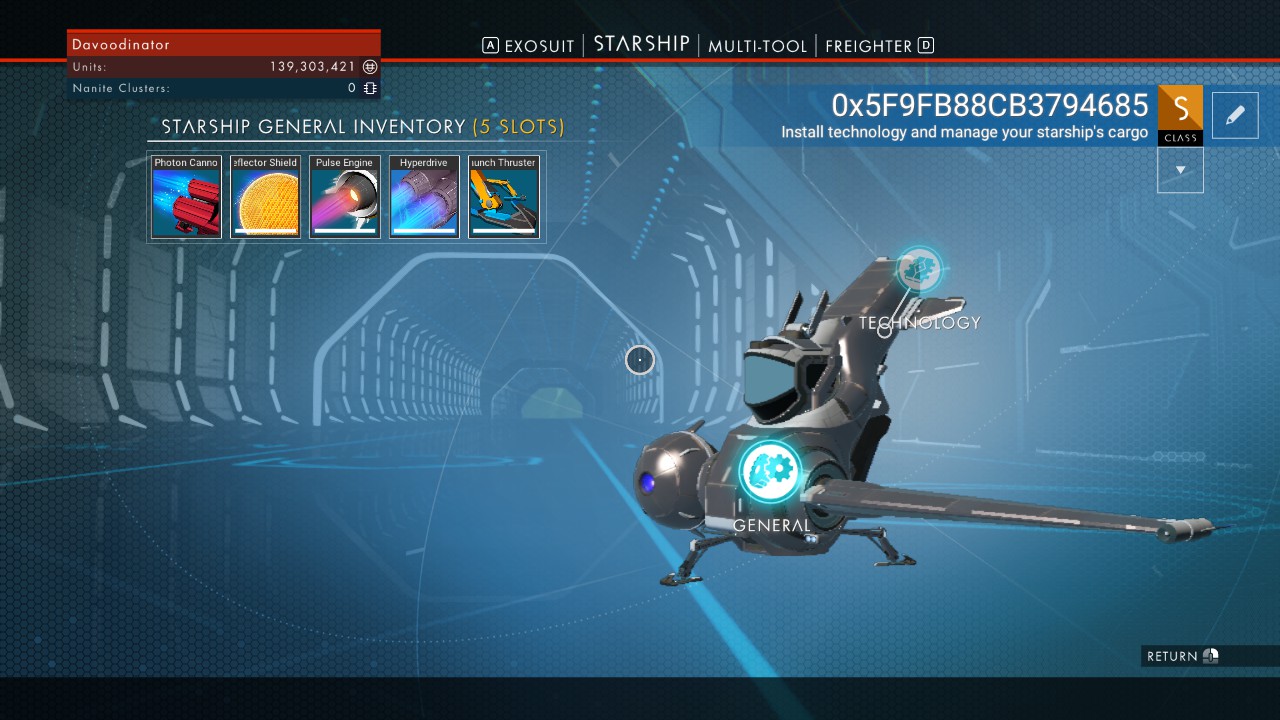 Davoodinator
Units: 139,303,421
Nanite Clusters: 0
A EXOSUIT STARSHIP MULTI-TOOL FREIGHTER D
0x5F9FB88CB3794685
Install technology and manage your starship's cargo
S
CLASS
STARSHIP GENERAL INVENTORY (5 SLOTS)
Photon Canno eflector Shield Pulse Engine Hyperdrive unch Thruster
TECHNOLOGY
GENERAL
RETURN